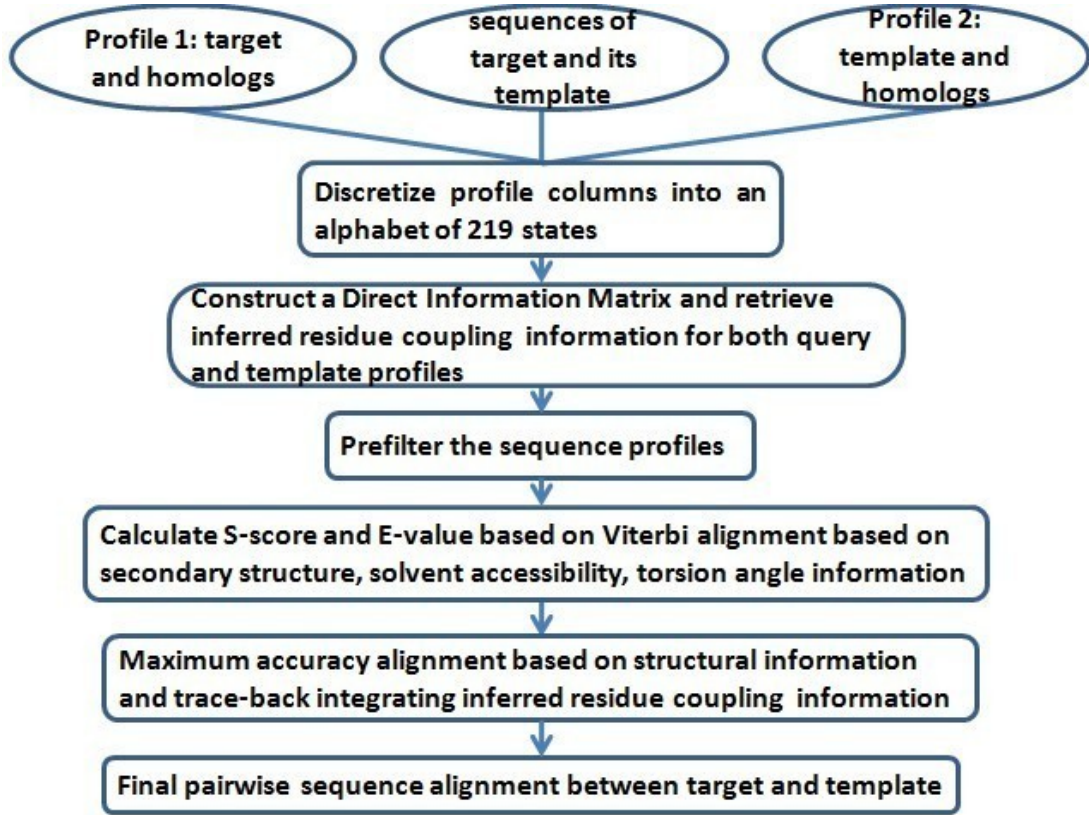 Profile 1: target
and homologs
sequences of
target and its
template
Profile 2:
template and
homologs
Discretize profile columns into an
alphabet of 219 states
Construct a Direct Information Matrix and retrieve
inferred residue coupling information for both query
and template profiles
Prefilter the sequence profiles
Calculate S-score and E-value based on Viterbi alignment based on
secondary structure, solvent accessibility, torsion angle information
Maximum accuracy alignment based on structural information
and trace-back integrating inferred residue coupling information
Final pairwise sequence alignment between target and template